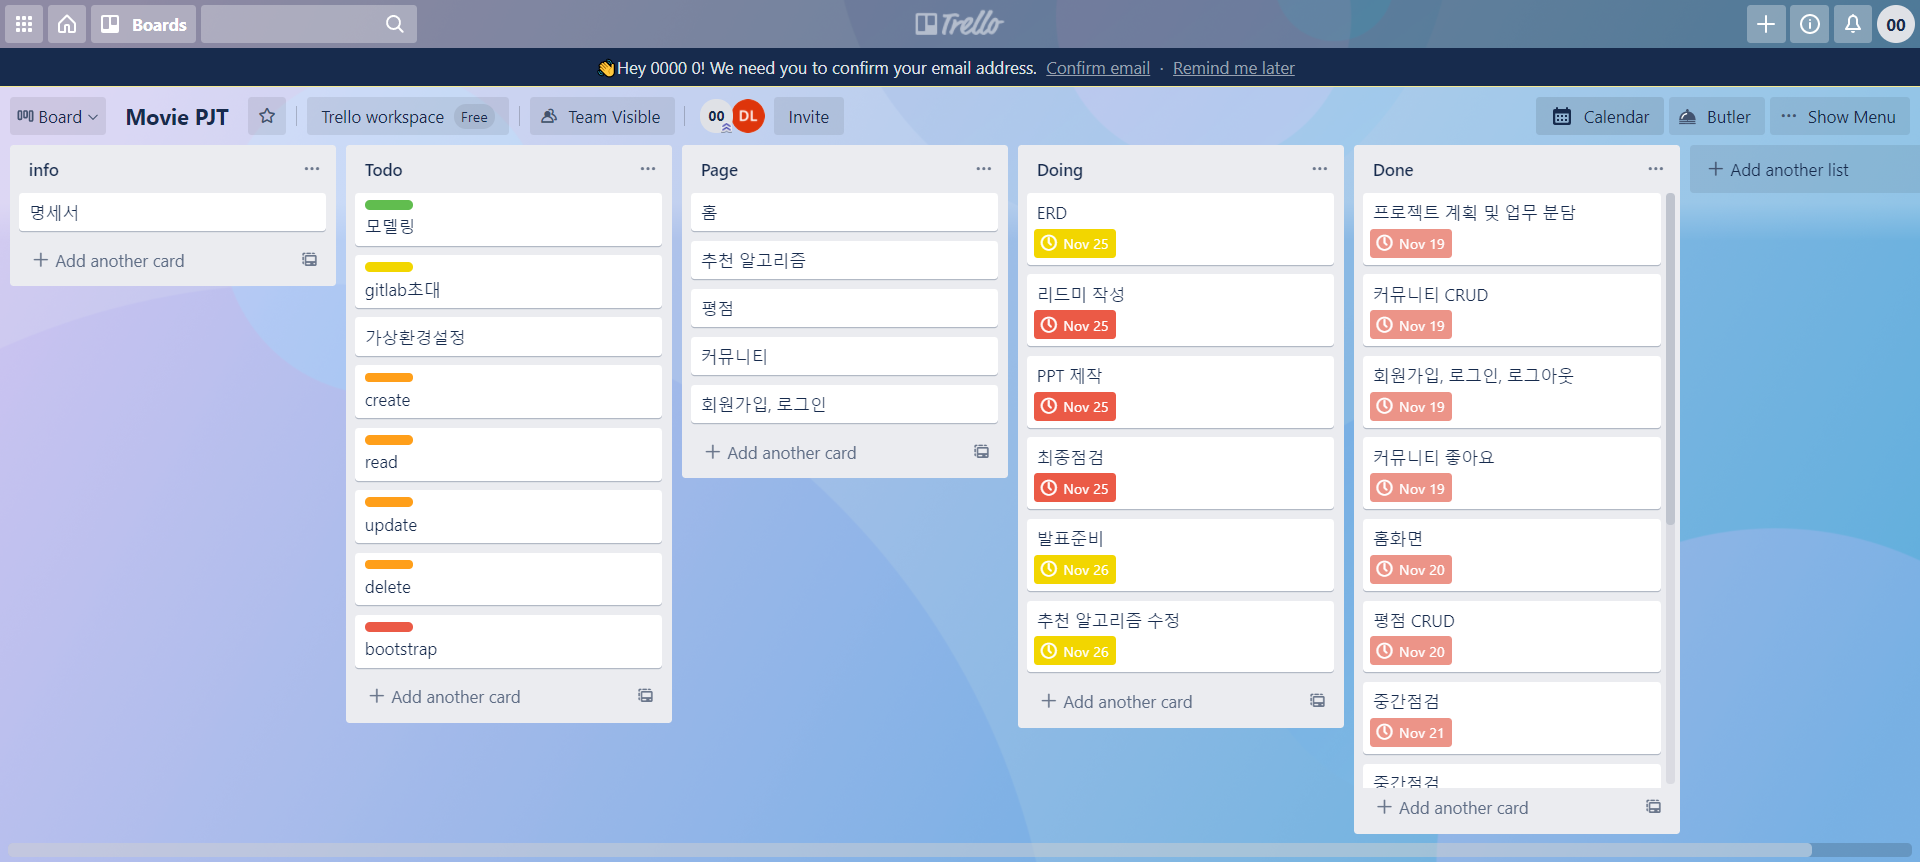 Boards
Trello
👋Hey 0000 0! We need you to confirm your email address. Confirm email · Remind me later
Board
Movie PJT
Trello workspace Free
Team Visible
00
DL
Invite
Calendar
Butler
··· Show Menu
00
info
명세서
+ Add another card
Todo
모델링
gitlab초대
가상환경설정
create
read
update
delete
bootstrap
+ Add another card
Page
홈
추천 알고리즘
평점
커뮤니티
회원가입, 로그인
+ Add another card
Doing
ERD
Nov 25
리드미 작성
Nov 25
PPT 제작
Nov 25
최종점검
Nov 25
발표준비
Nov 26
추천 알고리즘 수정
Nov 26
+ Add another card
Done
프로젝트 계획 및 업무 분담
Nov 19
커뮤니티 CRUD
Nov 19
회원가입, 로그인, 로그아웃
Nov 19
커뮤니티 좋아요
Nov 19
홈화면
Nov 20
평점 CRUD
Nov 20
중간점검
Nov 21
중간점검
+ Add another card
+ Add another list